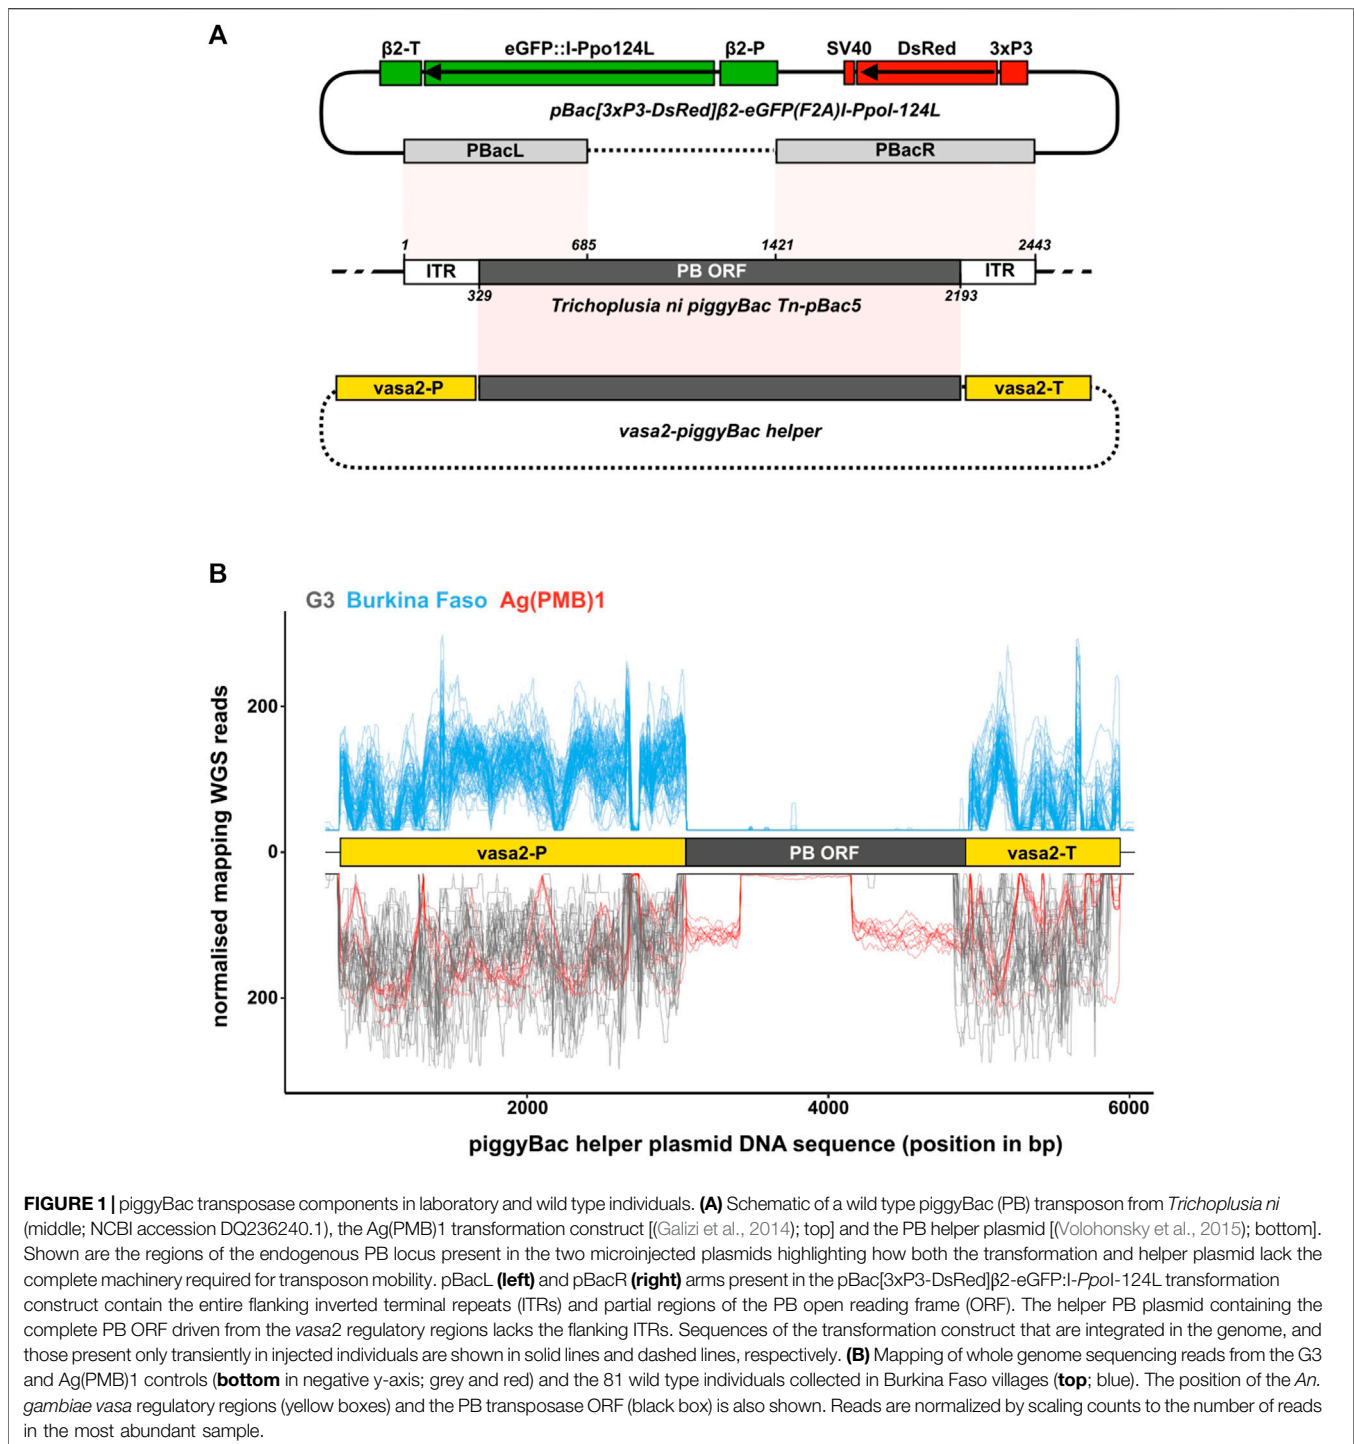 A
β2-T eGFP::I-Ppo124L β2-P SV40 DsRed 3xP3
pBac[3xP3-DsRed]β2-eGFP(F2A)I-PpoI-124L
PBacL PBacR
1 685 1421 2443
ITR PB ORF ITR
329 2193
Trichoplusia ni piggyBac Tn-pBac5
vasa2-P vasa2-T
vasa2-piggyBac helper
B
G3 Burkina Faso Ag(PMB)1
normalised mapping WGS reads
200
0
200
vasa2-P PB ORF vasa2-T
2000 4000 6000
piggyBac helper plasmid DNA sequence (position in bp)
FIGURE 1 | piggyBac transposase components in laboratory and wild type individuals. (A) Schematic of a wild type piggyBac (PB) transposon from Trichoplusia ni
(middle; NCBI accession DQ236240.1), the Ag(PMB)1 transformation construct [(Galizi et al., 2014); top] and the PB helper plasmid [(Volohonsky et al., 2015); bottom].
Shown are the regions of the endogenous PB locus present in the two microinjected plasmids highlighting how both the transformation and helper plasmid lack the
complete machinery required for transposon mobility. pBacL (left) and pBacR (right) arms present in the pBac[3xP3-DsRed]β2-eGFP:I-PpoI-124L transformation
construct contain the entire flanking inverted terminal repeats (ITRs) and partial regions of the PB open reading frame (ORF). The helper PB plasmid containing the
complete PB ORF driven from the vasa2 regulatory regions lacks the flanking ITRs. Sequences of the transformation construct that are integrated in the genome, and
those present only transiently in injected individuals are shown in solid lines and dashed lines, respectively. (B) Mapping of whole genome sequencing reads from the G3
and Ag(PMB)1 controls (bottom in negative y-axis; grey and red) and the 81 wild type individuals collected in Burkina Faso villages (top; blue). The position of the An.
gambiae vasa regulatory regions (yellow boxes) and the PB transposase ORF (black box) is also shown. Reads are normalized by scaling counts to the number of reads
in the most abundant sample.